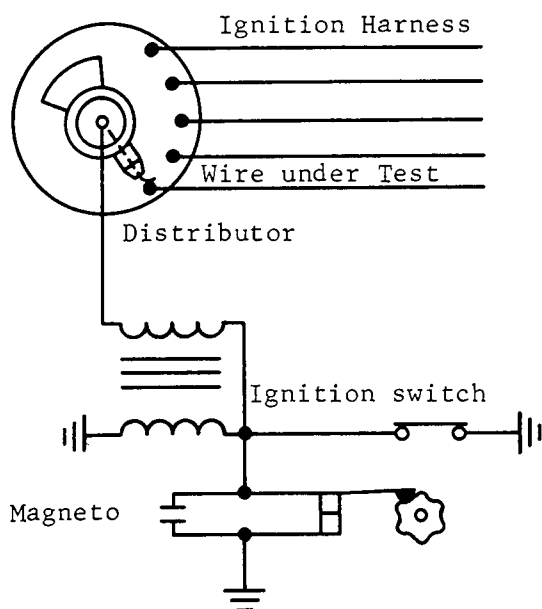 Ignition Harness
Wire under Test
Distributor
Ignition switch
Magneto